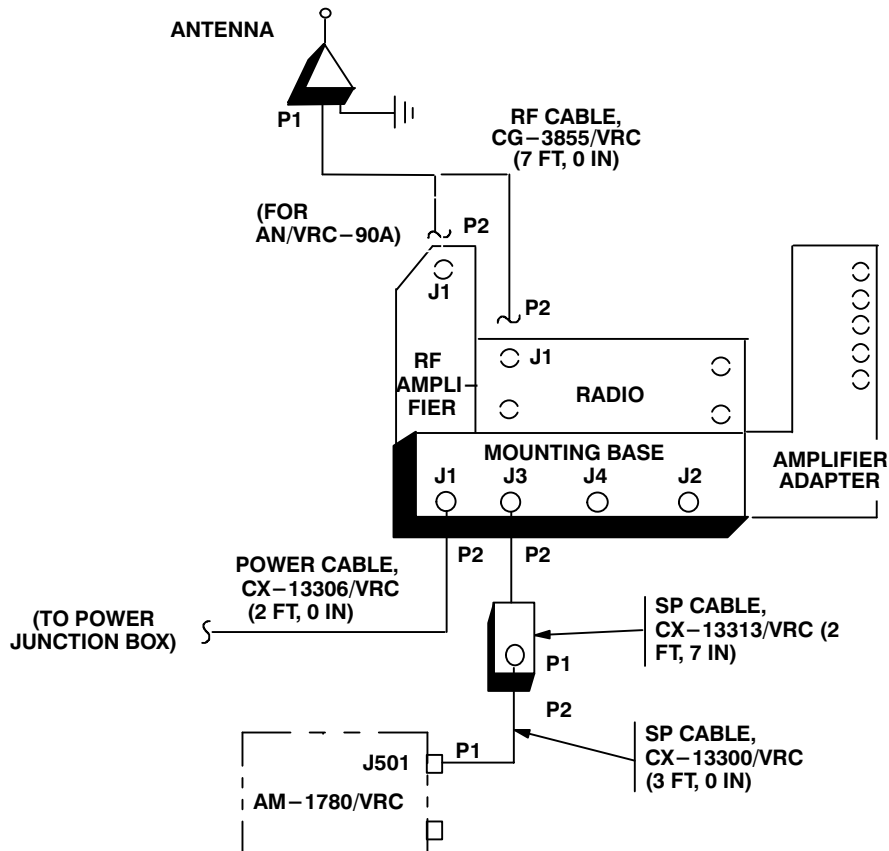 ANTENNA
P1
RF CABLE,
CG−3855/VRC
(7 FT, 0 IN)
(FOR
AN/VRC−90A)
P2
J1
P2
RF
AMPLI−
FIER
J1
RADIO
MOUNTING BASE
J1
J3
J4
J2
AMPLIFIER
ADAPTER
POWER CABLE,
CX−13306/VRC
(2 FT, 0 IN)
P2
P2
(TO POWER
JUNCTION BOX)
SP CABLE,
CX−13313/VRC (2
FT, 7 IN)
P1
P2
SP CABLE,
CX−13300/VRC
(3 FT, 0 IN)
J501
P1
AM−1780/VRC